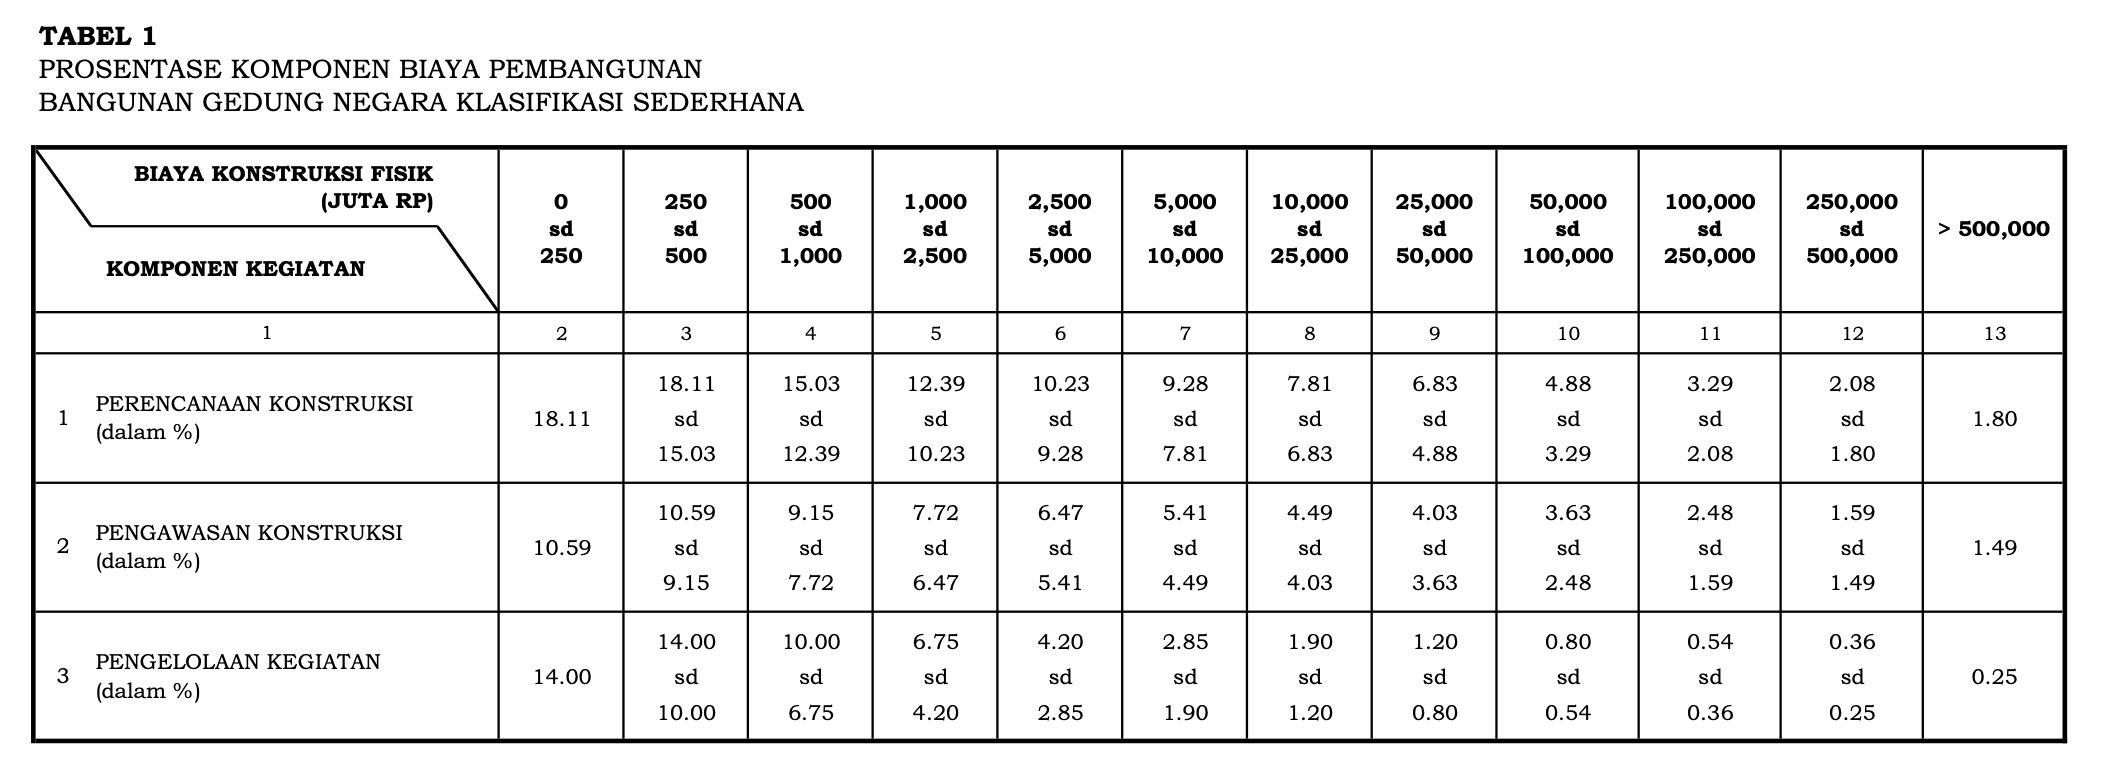 TABEL 1
PROSENTASE KOMPONEN BIAYA PEMBANGUNAN
BANGUNAN GEDUNG NEGARA KLASIFIKASI SEDERHANA
BIAYA KONSTRUKSI FISIK
(JUTA RP)
KOMPONEN KEGIATAN
0 250 500 1,000 2,500 5,000 10,000 25,000 50,000 100,000 250,000
sd sd sd sd sd sd sd sd sd sd sd > 500,000
250 500 1,000 2,500 5,000 10,000 25,000 50,000 100,000 250,000 500,000
1 2 3 4 5 6 7 8 9 10 11 12 13
18.11 15.03 12.39 10.23 9.28 7.81 6.83 4.88 3.29 2.08
1 PERENCANAAN KONSTRUKSI
(dalam %) 18.11 sd sd sd sd sd sd sd sd sd sd 1.80
15.03 12.39 10.23 9.28 7.81 6.83 4.88 3.29 2.08 1.80
10.59 9.15 7.72 6.47 5.41 4.49 4.03 3.63 2.48 1.59
2 PENGAWASAN KONSTRUKSI
(dalam %) 10.59 sd sd sd sd sd sd sd sd sd sd 1.49
9.15 7.72 6.47 5.41 4.49 4.03 3.63 2.48 1.59 1.49
14.00 10.00 6.75 4.20 2.85 1.90 1.20 0.80 0.54 0.36
3 PENGELOLAAN KEGIATAN
(dalam %) 14.00 sd sd sd sd sd sd sd sd sd sd 0.25
10.00 6.75 4.20 2.85 1.90 1.20 0.80 0.54 0.36 0.25